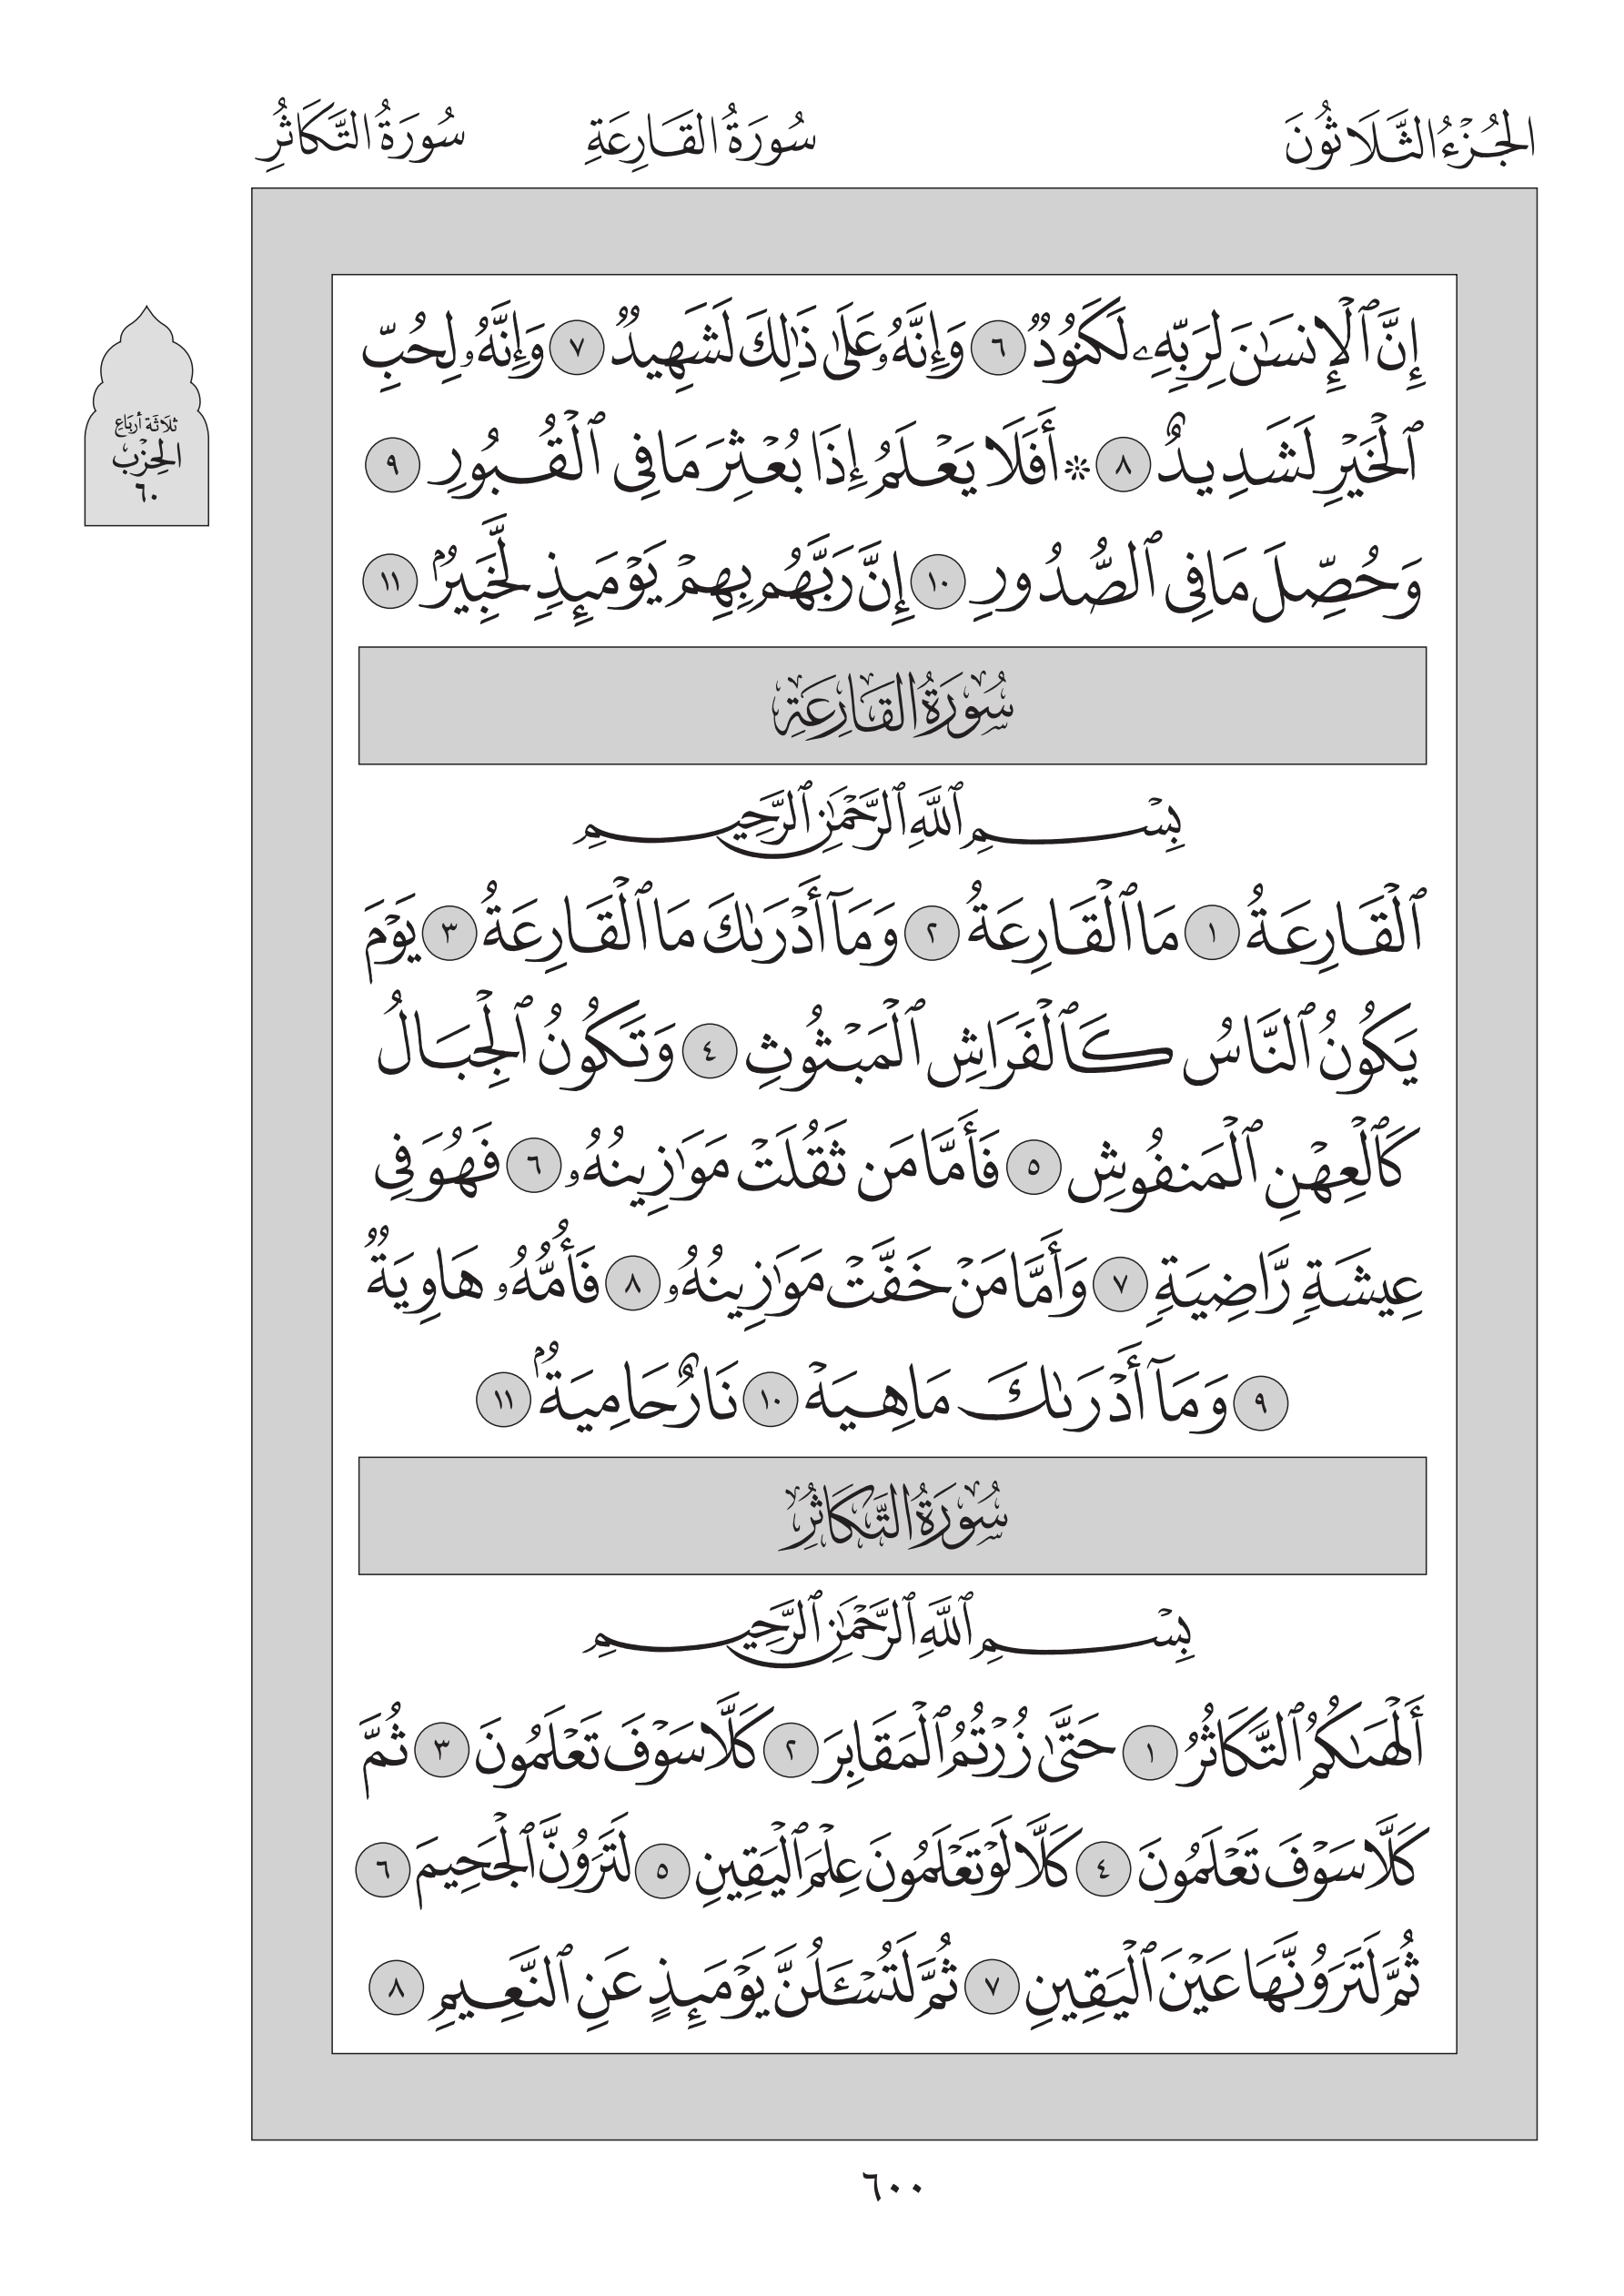 الجُزْءُ الثَّلَاثُونَ سُورَةُ القَارِعَةِ سُورَةُ التَّكَاثُرِ
ثَلَاثَة أَربَاعِ
الحِزْبِ
٦٠
إِنَّ ٱلْإِنسَٰنَ لِرَبِّهِۦ لَكَنُودٌ ٦ وَإِنَّهُۥ عَلَىٰ ذَٰلِكَ لَشَهِيدٌ ٧ وَإِنَّهُۥ لِحُبِّ
ٱلْخَيْرِ لَشَدِيدٌ ٨ ۞ أَفَلَا يَعْلَمُ إِذَا بُعْثِرَ مَا فِى ٱلْقُبُورِ ٩
وَحُصِّلَ مَا فِى ٱلصُّدُورِ ١٠ إِنَّ رَبَّهُم بِهِمْ يَوْمَئِذٍ لَّخَبِيرٌۢ ١١
سُورَةُ القَارِعَةِ
بِسْمِ ٱللَّهِ ٱلرَّحْمَٰنِ ٱلرَّحِيمِ
ٱلْقَارِعَةُ ١ مَا ٱلْقَارِعَةُ ٢ وَمَآ أَدْرَىٰكَ مَا ٱلْقَارِعَةُ ٣ يَوْمَ
يَكُونُ ٱلنَّاسُ كَٱلْفَرَاشِ ٱلْمَبْثُوثِ ٤ وَتَكُونُ ٱلْجِبَالُ
كَٱلْعِهْنِ ٱلْمَنفُوشِ ٥ فَأَمَّا مَن ثَقُلَتْ مَوَٰزِينُهُۥ ٦ فَهُوَ فِى
عِيشَةٍ رَّاضِيَةٍ ٧ وَأَمَّا مَنْ خَفَّتْ مَوَٰزِينُهُۥ ٨ فَأُمُّهُۥ هَاوِيَةٌ
٩ وَمَآ أَدْرَىٰكَ مَا هِيَهْ ١٠ نَارٌ حَامِيَةٌۢ ١١
سُورَةُ التَّكَاثُرِ
بِسْمِ ٱللَّهِ ٱلرَّحْمَٰنِ ٱلرَّحِيمِ
أَلْهَىٰكُمُ ٱلتَّكَاثُرُ ١ حَتَّىٰ زُرْتُمُ ٱلْمَقَابِرَ ٢ كَلَّا سَوْفَ تَعْلَمُونَ ٣ ثُمَّ
كَلَّا سَوْفَ تَعْلَمُونَ ٤ كَلَّا لَوْ تَعْلَمُونَ عِلْمَ ٱلْيَقِينِ ٥ لَتَرَوُنَّ ٱلْجَحِيمَ ٦
ثُمَّ لَتَرَوُنَّهَا عَيْنَ ٱلْيَقِينِ ٧ ثُمَّ لَتُسْـَٔلُنَّ يَوْمَئِذٍ عَنِ ٱلنَّعِيمِ ٨
٦٠٠